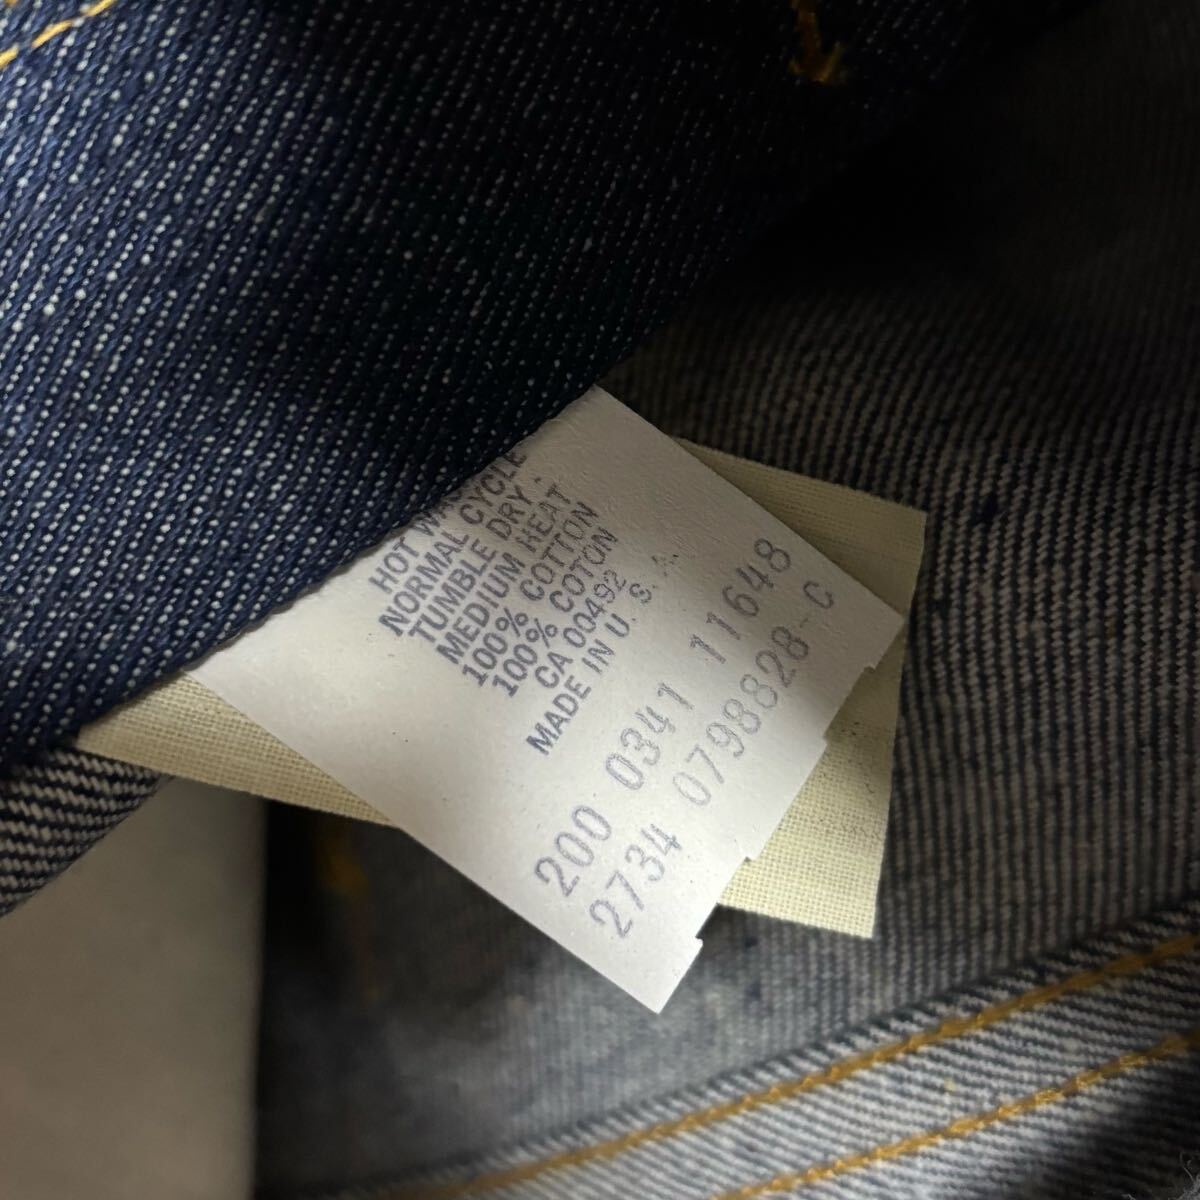 HOT
NORMAL CYCLE
TUMBLE DRY -
MEDIUM HEAT
100% COTTON
100% COTON
CA 00492
MADE IN U. S. A.
200 0341 11648
2734 0798828-C